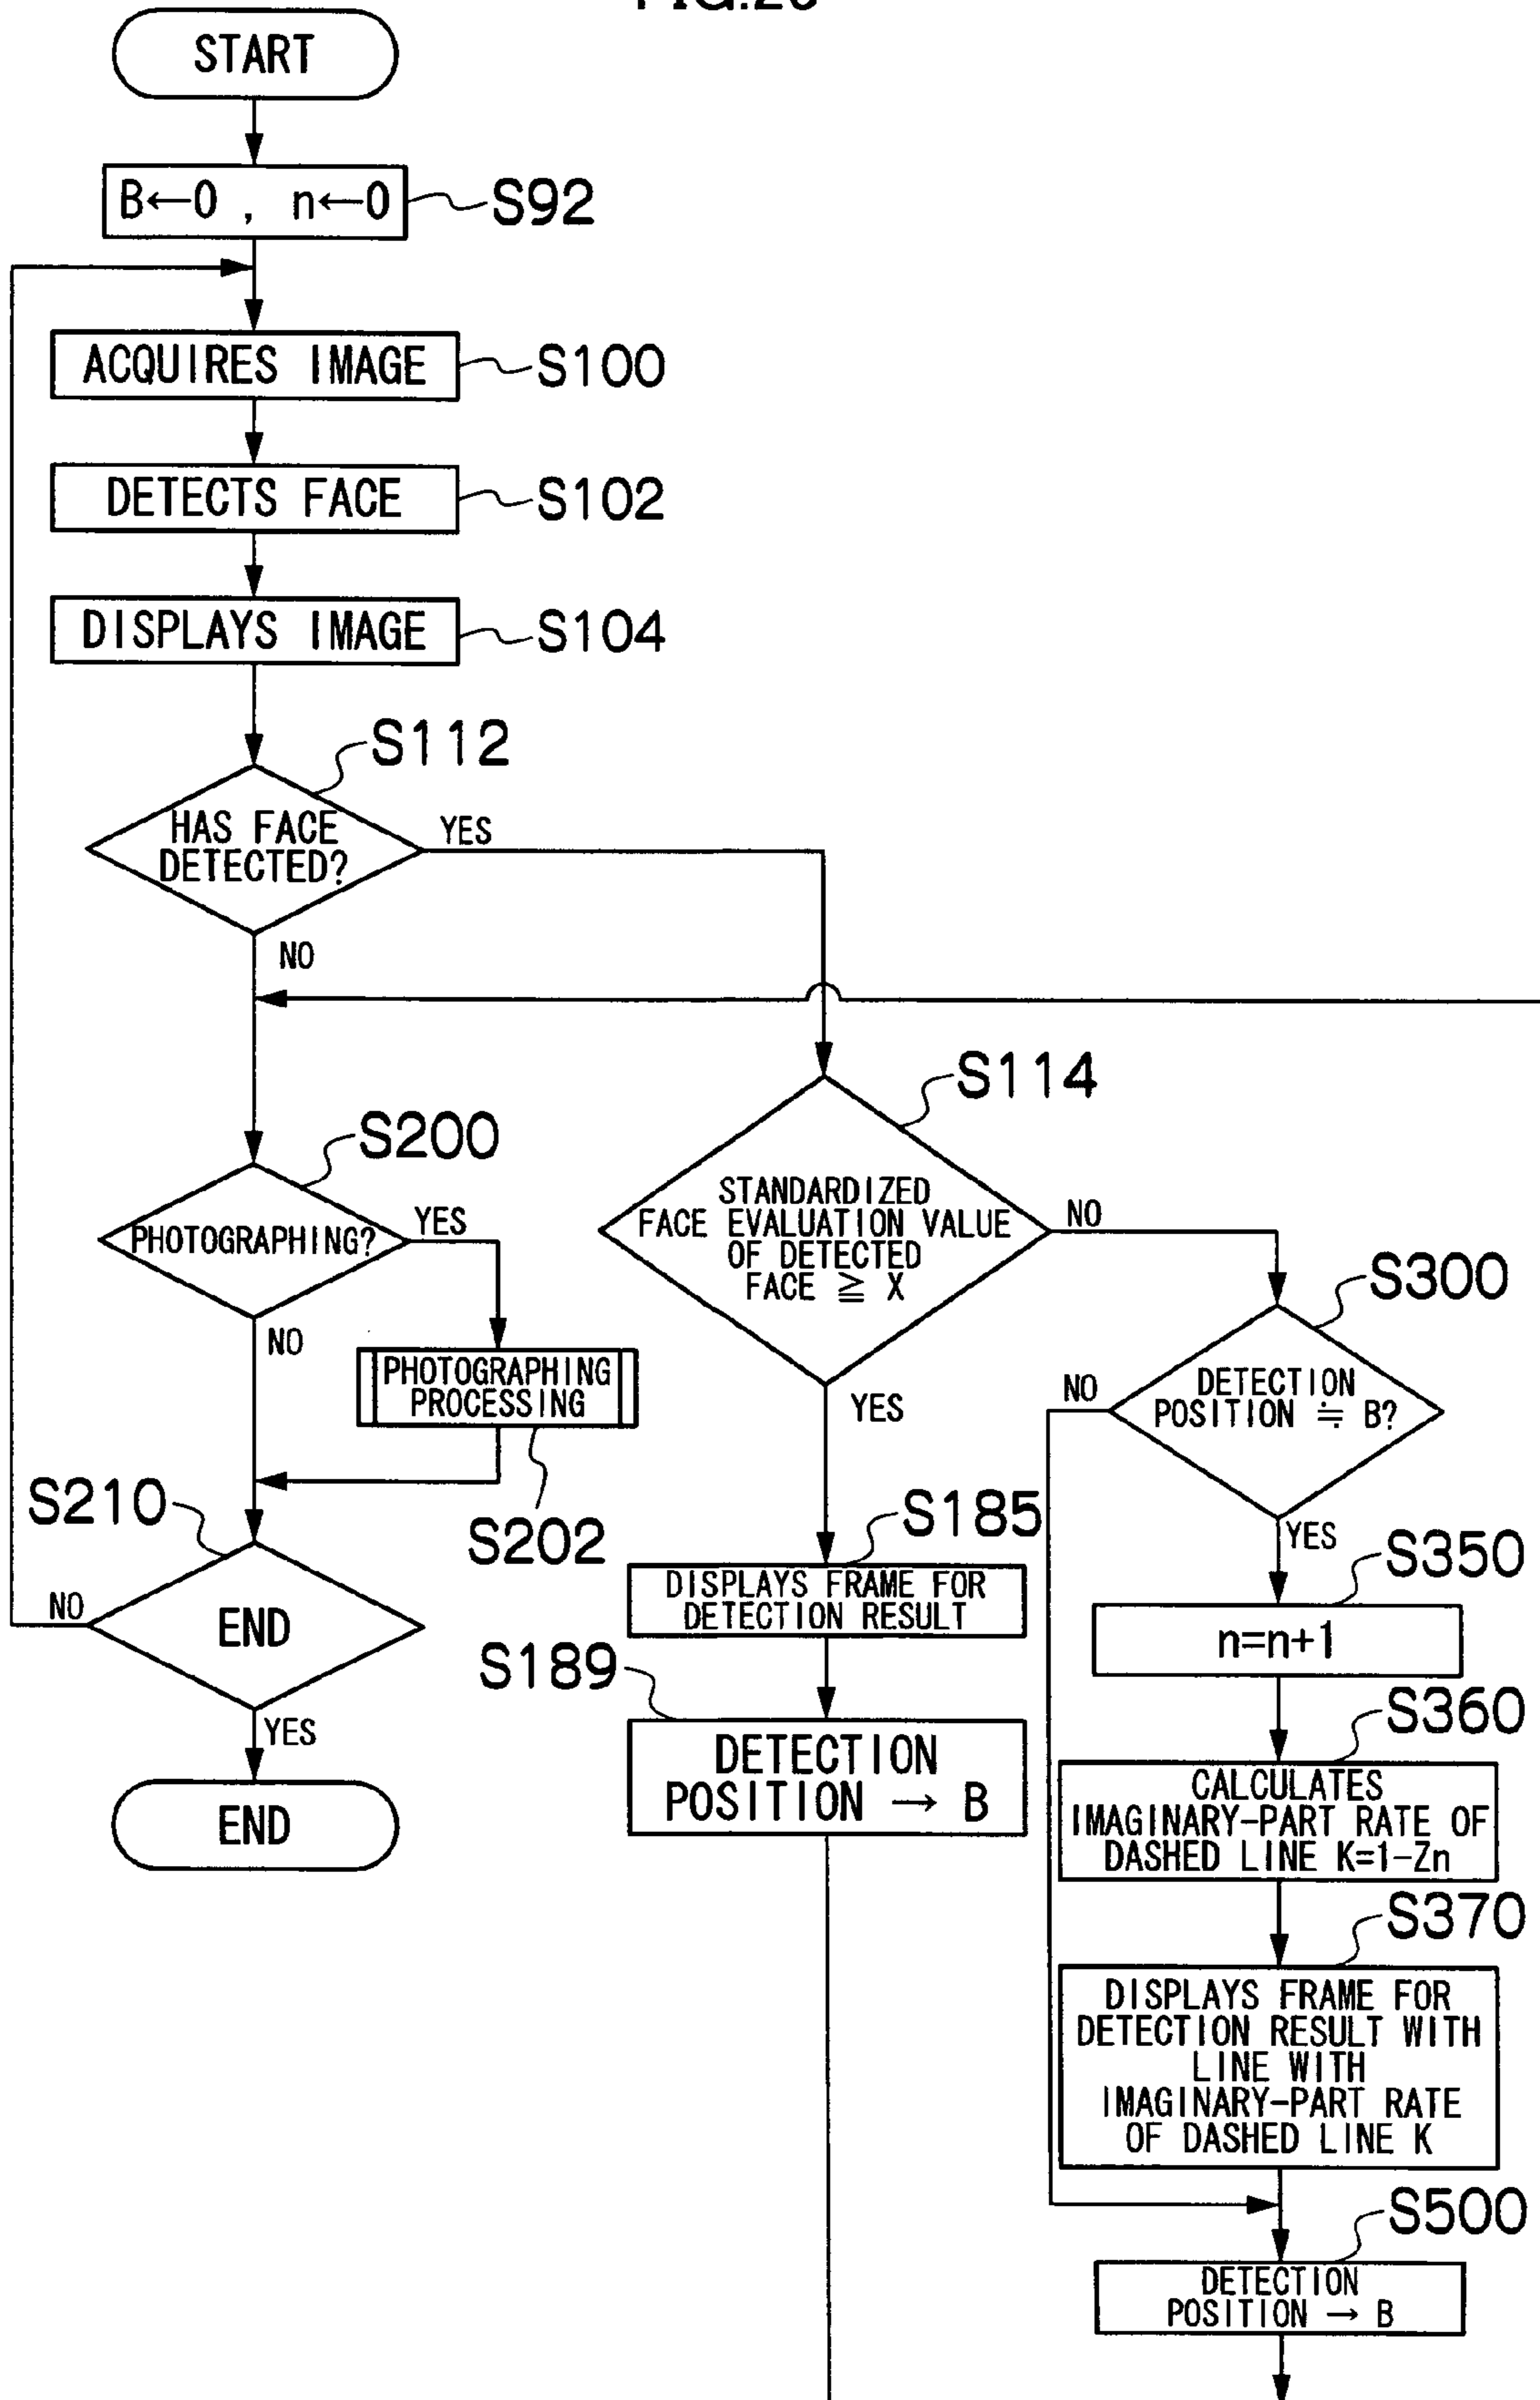 START
B←0 , n←0
S92
ACQUIRES IMAGE
S100
DETECTS FACE
S102
DISPLAYS IMAGE
S104
S112
HAS FACE
DETECTED?
YES
NO
S114
STANDARDIZED
FACE EVALUATION VALUE
OF DETECTED
FACE ≧ X
NO
YES
S200
PHOTOGRAPHING?
YES
NO
PHOTOGRAPHING
PROCESSING
S202
S210
END
NO
YES
END
S185
DISPLAYS FRAME FOR
DETECTION RESULT
S189
DETECTION
POSITION → B
S300
DETECTION
POSITION ≒ B?
NO
YES
S350
n=n+1
S360
CALCULATES
IMAGINARY-PART RATE OF
DASHED LINE K=1-Zn
S370
DISPLAYS FRAME FOR
DETECTION RESULT WITH
LINE WITH
IMAGINARY-PART RATE
OF DASHED LINE K
S500
DETECTION
POSITION → B